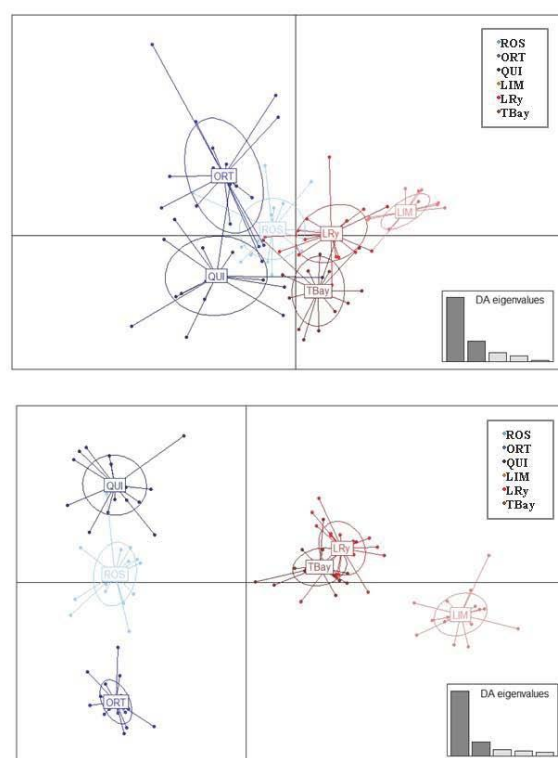 ROS
ORT
QUI
LIM
LRy
TBay
ORT
ROS
LRy
LIM
QUI
TBay
DA eigenvalues
ROS
ORT
QUI
LIM
LRy
TBay
QUI
LRy
TBay
ROS
LIM
ORT
DA eigenvalues